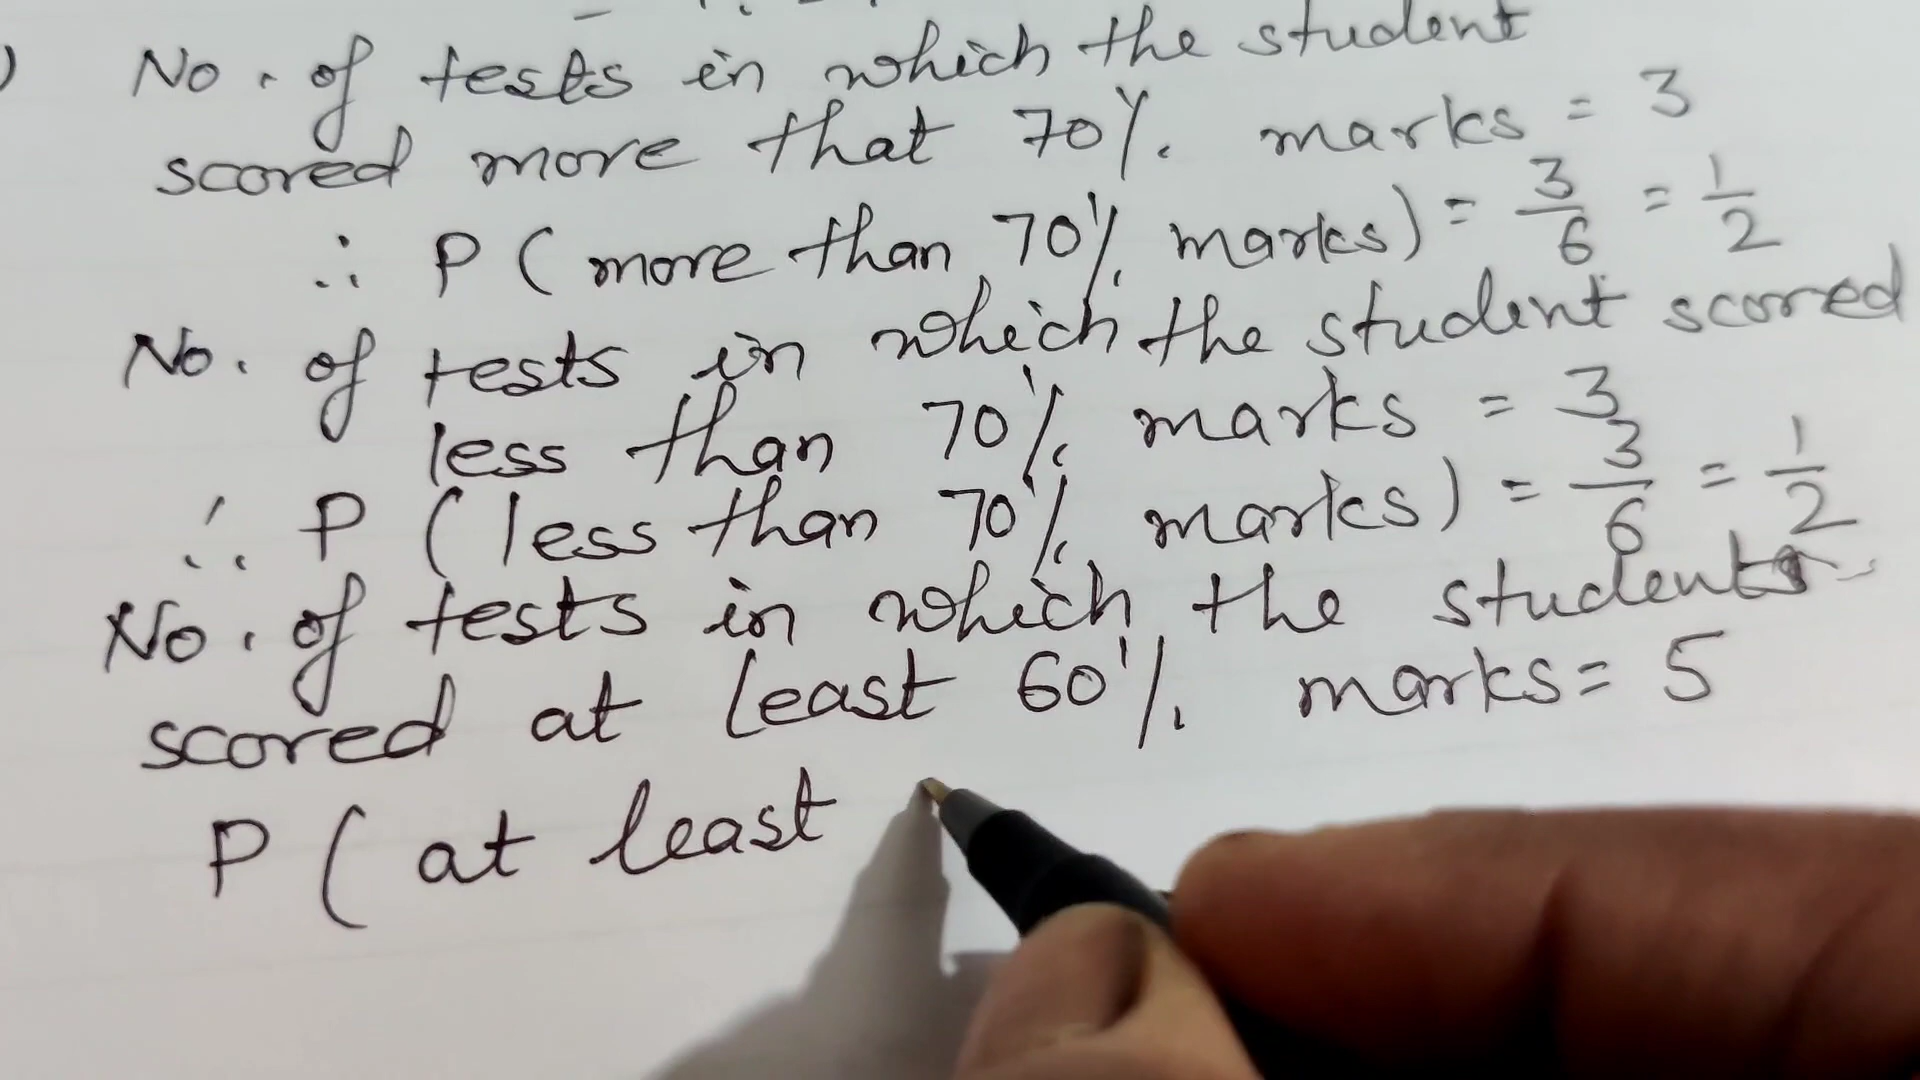 )
No. of tests in which the student
scored more that 70%. marks = 3
∴ P ( more than 70% marks) = 3/6 = 1/2
No. of tests in which the student scored
less than 70% marks = 3
∴ P ( less than 70% marks) = 3/6 = 1/2
No. of tests in which the students
scored at least 60%. marks = 5
P ( at least